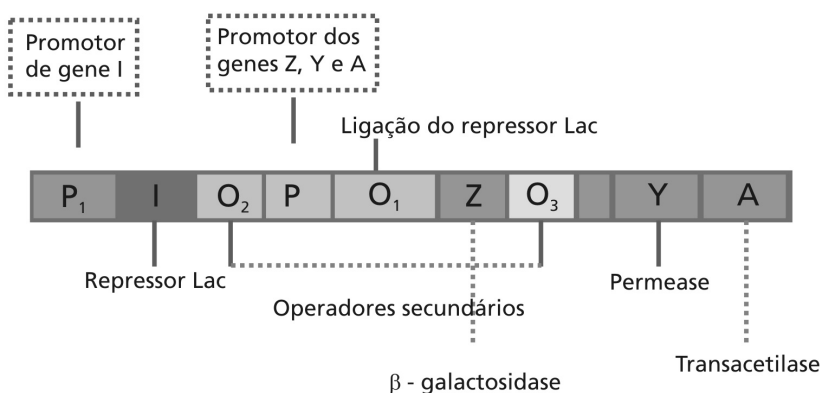 Promotor
de gene I
Promotor dos
genes Z, Y e A
Ligação do repressor Lac
P₁ I O₂ P O₁ Z O₃ Y A
Repressor Lac
Operadores secundários
Permease
β - galactosidase
Transacetilase